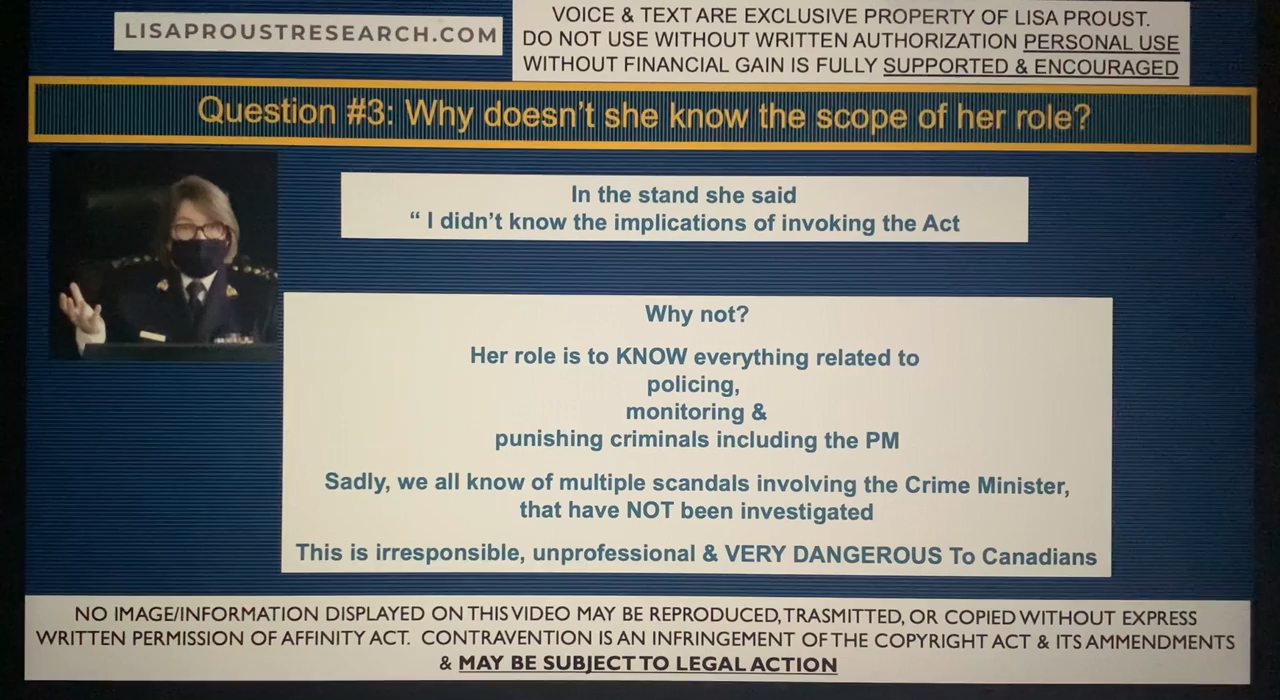 LISAPROUSTRESEARCH.COM
VOICE & TEXT ARE EXCLUSIVE PROPERTY OF LISA PROUST.
DO NOT USE WITHOUT WRITTEN AUTHORIZATION PERSONAL USE
WITHOUT FINANCIAL GAIN IS FULLY SUPPORTED & ENCOURAGED
Question #3: Why doesn't she know the scope of her role?
In the stand she said
“ I didn't know the implications of invoking the Act
Why not?
Her role is to KNOW everything related to
policing,
monitoring &
punishing criminals including the PM
Sadly, we all know of multiple scandals involving the Crime Minister,
that have NOT been investigated
This is irresponsible, unprofessional & VERY DANGEROUS To Canadians
NO IMAGE/INFORMATION DISPLAYED ON THIS VIDEO MAY BE REPRODUCED, TRASMITTED, OR COPIED WITHOUT EXPRESS
WRITTEN PERMISSION OF AFFINITY ACT. CONTRAVENTION IS AN INFRINGEMENT OF THE COPYRIGHT ACT & ITS AMMENDMENTS
& MAY BE SUBJECT TO LEGAL ACTION